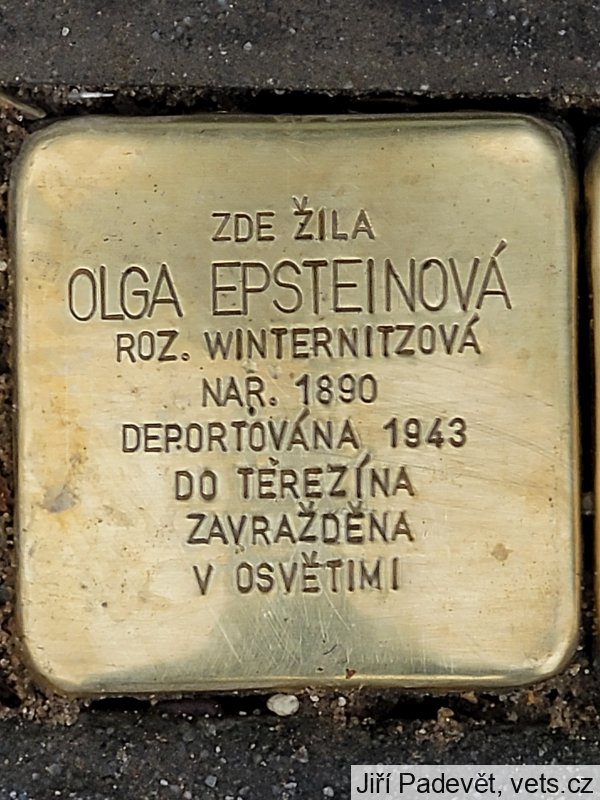 ZDE ŽILA
OLGA EPSTEINOVÁ
ROZ. WINTERNITZOVÁ
NAR. 1890
DEPORTOVÁNA 1943
DO TEREZÍNA
ZAVRAŽDĚNA
V OSVĚTIMI
Jiří Padevět, vets.cz